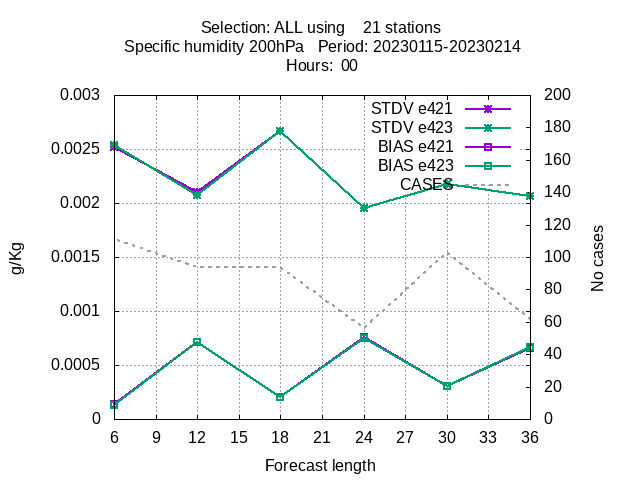 Selection: ALL using    21 stations
Specific humidity 200hPa   Period: 20230115-20230214
Hours:  00
STDV e421
STDV e423
BIAS e421
BIAS e423
CASES
0.003
0.0025
0.002
0.0015
0.001
0.0005
0
200
180
160
140
120
100
80
60
40
20
0
g/Kg
No cases
6 9 12 15 18 21 24 27 30 33 36
Forecast length